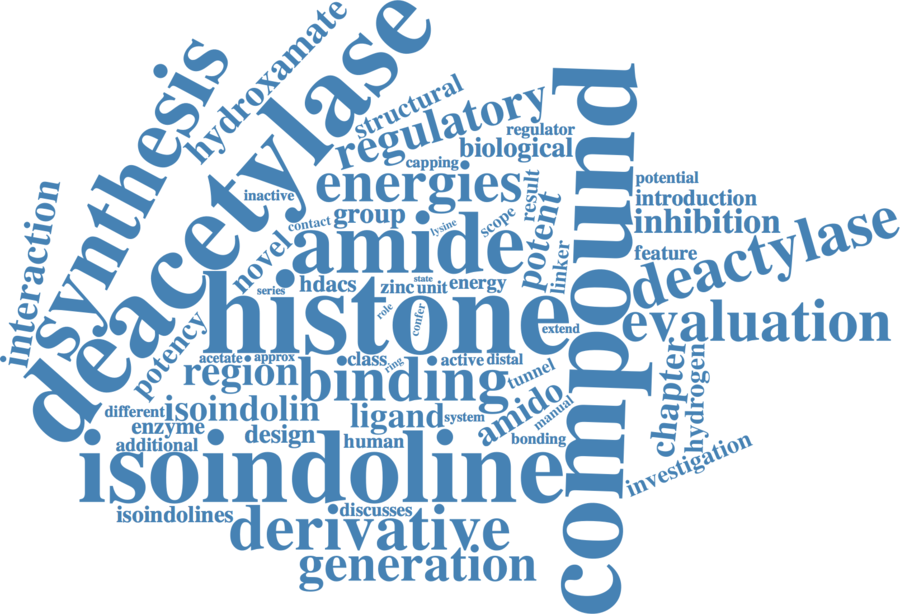 hydroxamate
deacetylase
synthesis
interaction
structural
regulatory
regulator
biological
capping
energies
result
inactive
contact
group
lysine
scope
potent
linker
novel
amide
hdacs
zinc
state
unit
energy
series
histone
role
confer
extend
compound
potential
introduction
inhibition
feature
deactylase
evaluation
potency
acetate
approx
class
ring
active
distal
region
binding
tunnel
chapter
hydrogen
different
isoindolin
ligand
system
amido
manual
enzyme
design
human
bonding
additional
isoindoline
investigation
isoindolines
discusses
derivative
generation